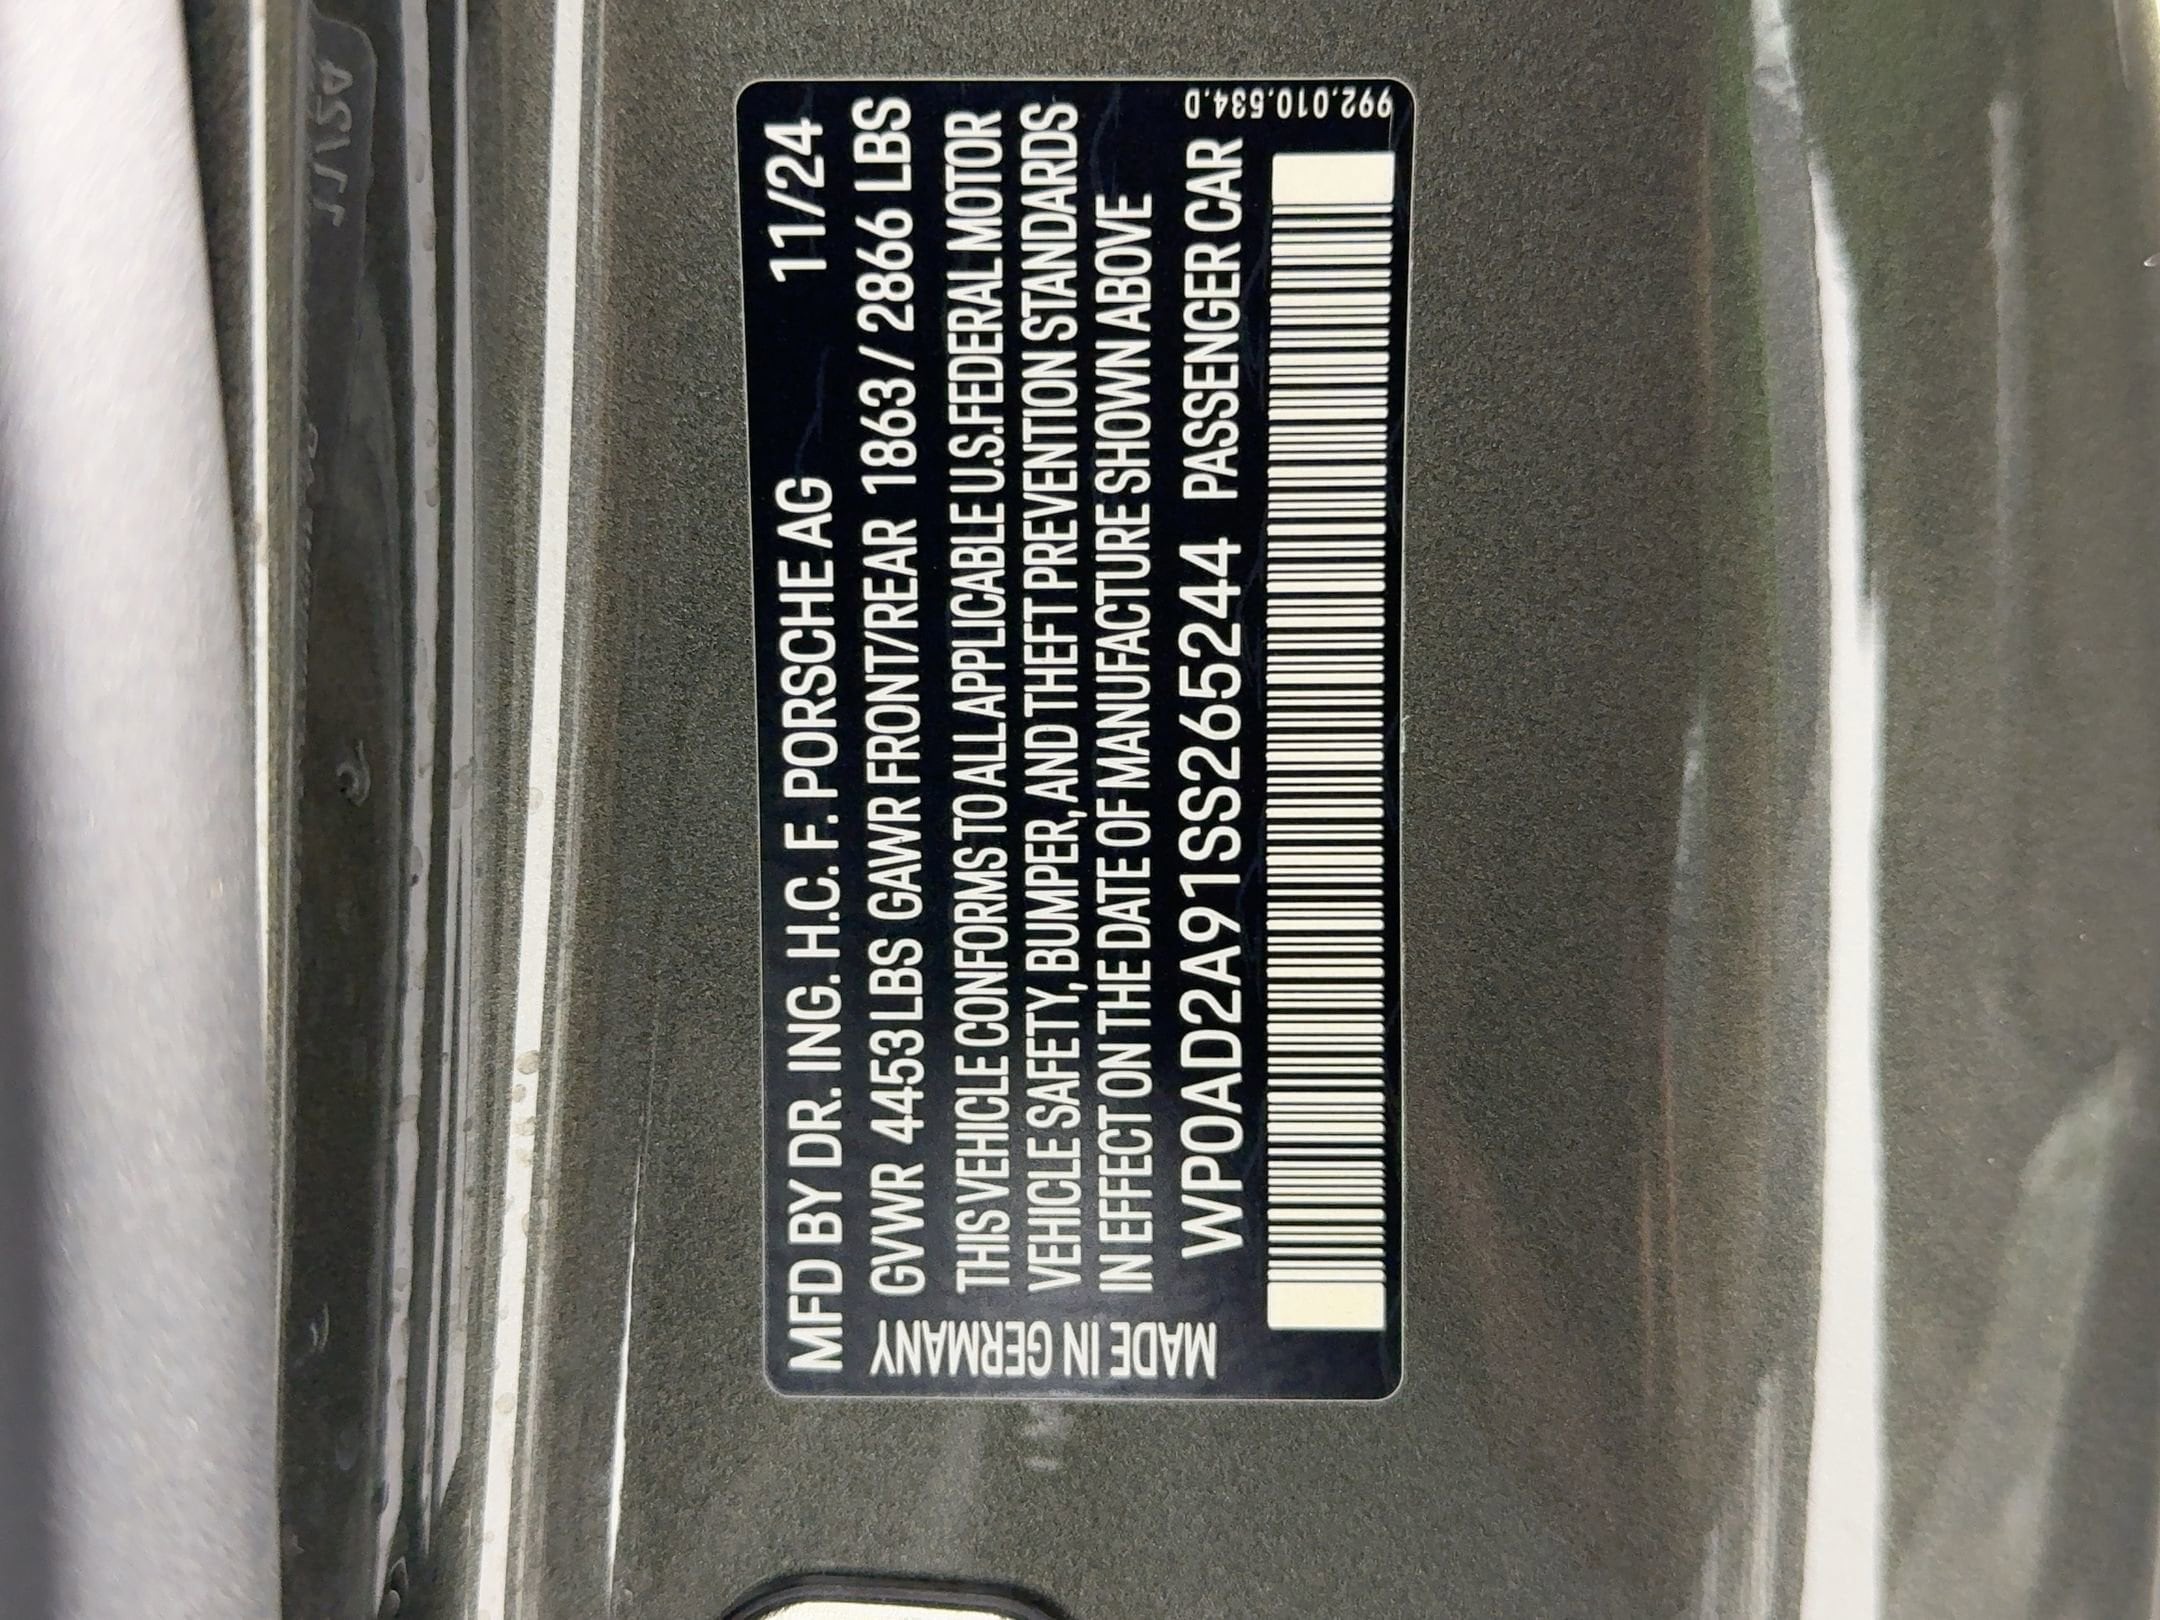 MFD BY DR. ING. H.C. F. PORSCHE AG 11/24
GVWR 4453 LBS GAWR FRONT/REAR 1863 / 2866 LBS
THIS VEHICLE CONFORMS TO ALL APPLICABLE U.S. FEDERAL MOTOR
VEHICLE SAFETY, BUMPER, AND THEFT PREVENTION STANDARDS
IN EFFECT ON THE DATE OF MANUFACTURE SHOWN ABOVE
WP0AD2A91SS265244 PASSENGER CAR
MADE IN GERMANY
992.010.534.D